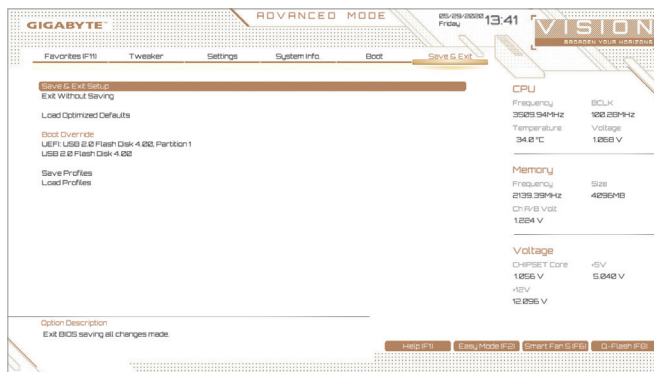 GIGABYTE™
ADVANCED MODE
05/29/2020
Friday
13:41
VISION
BROADEN YOUR HORIZONS
Favorites (F11)
Tweaker
Settings
System Info.
Boot
Save & Exit
Save & Exit Setup
Exit Without Saving
Load Optimized Defaults
Boot Override
UEFI: USB 2.0 Flash Disk 4.00, Partition 1
USB 2.0 Flash Disk 4.00
Save Profiles
Load Profiles
CPU
Frequency BCLK
3509.94MHz 100.28MHz
Temperature Voltage
34.0 °C 1.068 V
Memory
Frequency Size
2139.39MHz 4096MB
Ch A/B Volt
1.224 V
Voltage
CHIPSET Core +5V
1.056 V 5.040 V
+12V
12.096 V
Option Description
Exit BIOS saving all changes made.
Help (F1)
Easy Mode (F2)
Smart Fan 5 (F6)
Q-Flash (F8)